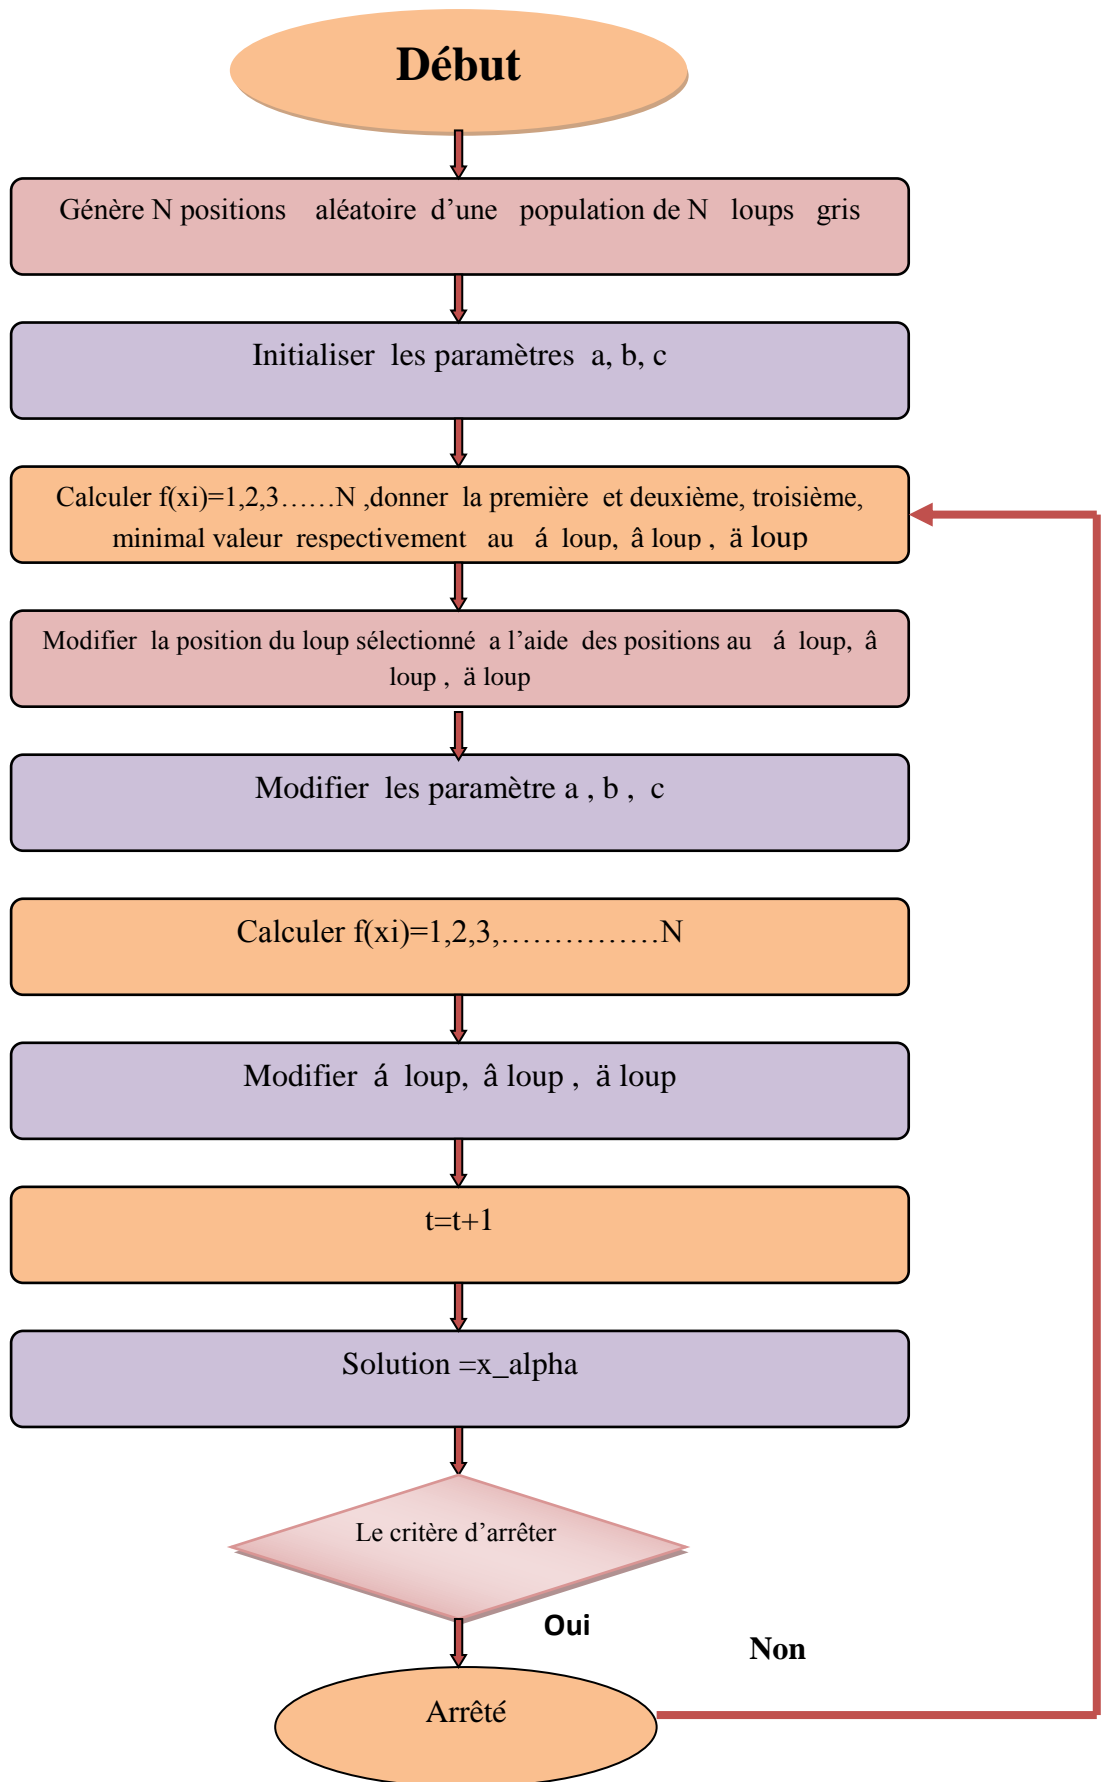 Début
Génère N positions aléatoire d'une population de N loups gris
Initialiser les paramètres a, b, c
Calculer f(xi)=1,2,3......N ,donner la première et deuxième, troisième,
minimal valeur respectivement au á loup, â loup , ä loup
Modifier la position du loup sélectionné a l'aide des positions au á loup, â
loup , ä loup
Modifier les paramètre a , b , c
Calculer f(xi)=1,2,3,...............N
Modifier á loup, â loup , ä loup
t=t+1
Solution =x_alpha
Le critère d'arrêter
Oui
Non
Arrêté